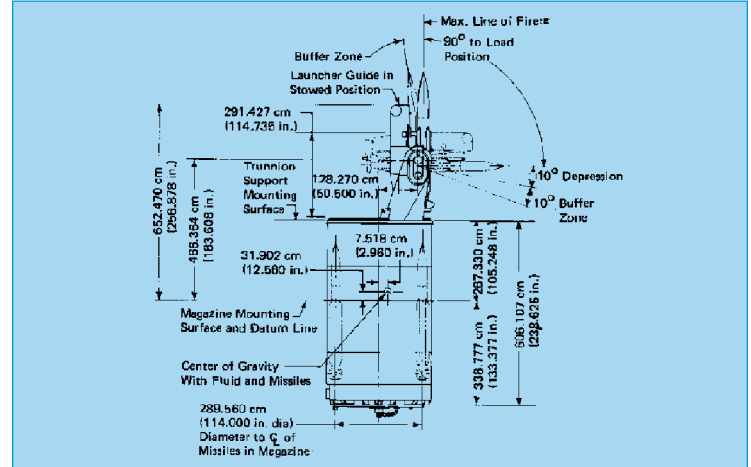 Max. Line of Firere
90° to Load
Position
Buffer Zone
Launcher Guide in
Stowed Position
291.427 cm
(114.736 in.)
Trunnion
Support
Mounting
Surface
128.270 cm
(50.500 in.)
10° Depression
10° Buffer
Zone
652.470 cm
(256.878 in.)
466.364 cm
(183.608 in.)
7.518 cm
(2.960 in.)
31.902 cm
(12.560 in.)
267.330 cm
(105.248 in.)
Magazine Mounting
Surface and Datum Line
606.107 cm
(238.625 in.)
338.777 cm
(133.377 in.)
Center of Gravity
With Fluid and Missiles
289.560 cm
(114.000 in. dia)
Diameter to ℄ of
Missiles in Magazine